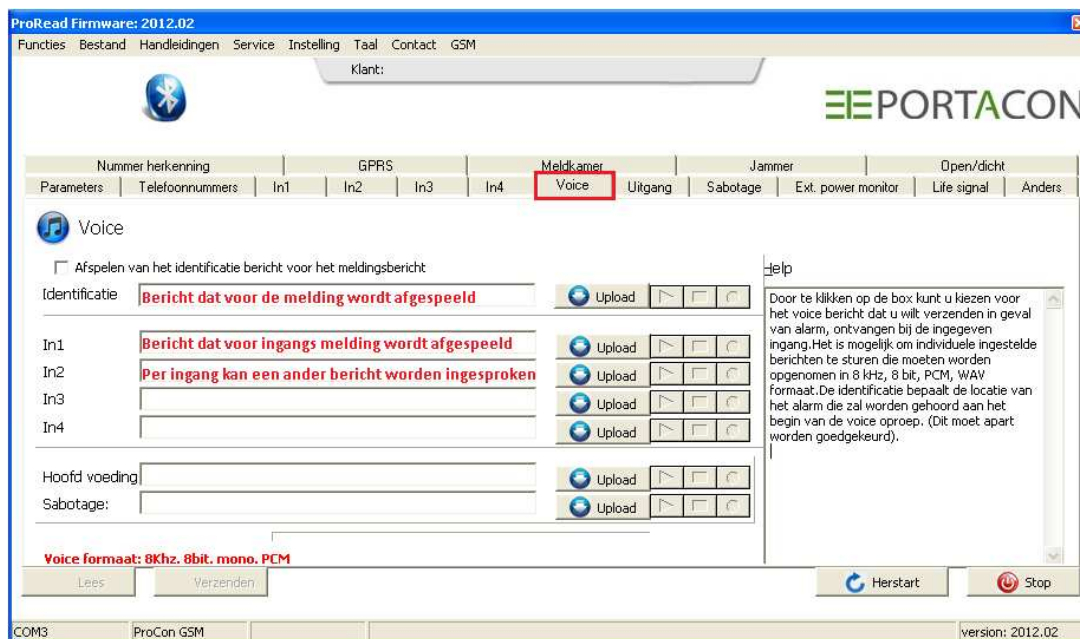 ProRead Firmware: 2012.02
Functies Bestand Handleidingen Service Instelling Taal Contact GSM
Klant:
PORTACON
Nummer herkenning GPRS Meldkamer Jammer Open/dicht
Parameters Telefoonnummers In1 In2 In3 In4 Voice Uitgang Sabotage Ext. power monitor Life signal Anders
Voice
Afspelen van het identificatie bericht voor het meldingsbericht
Identificatie Bericht dat voor de melding wordt afgespeeld Upload
In1 Bericht dat voor ingangs melding wordt afgespeeld Upload
In2 Per ingang kan een ander bericht worden ingesproken Upload
In3 Upload
In4 Upload
Hoofd voeding Upload
Sabotage: Upload
Voice formaat: 8Khz. 8bit. mono. PCM
Help
Door te klikken op de box kunt u kiezen voor
het voice bericht dat u wilt verzenden in geval
van alarm, ontvangen bij de ingegeven
ingang.Het is mogelijk om individuele ingestelde
berichten te sturen die moeten worden
opgenomen in 8 kHz, 8 bit, PCM, WAV
formaat.De identificatie bepaalt de locatie van
het alarm die zal worden gehoord aan het
begin van de voice oproep. (Dit moet apart
worden goedgekeurd).
Lees Verzenden Herstart Stop
COM3 ProCon GSM version: 2012.02